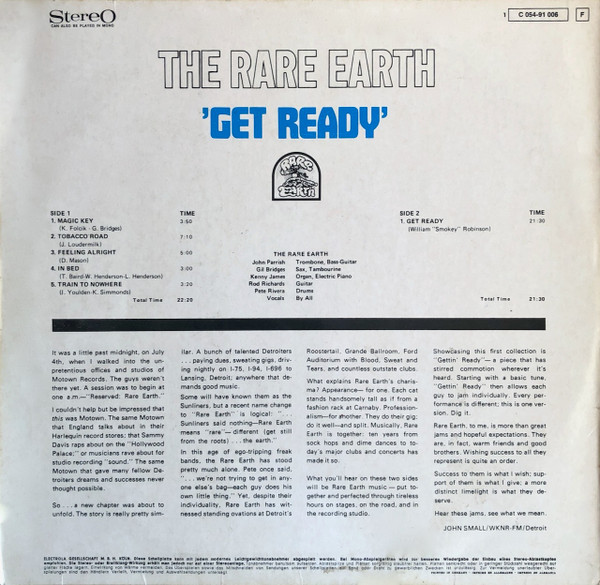 StereO
CAN ALSO BE PLAYED IN MONO
1 C 054-91 006 F
THE RARE EARTH
'GET READY'
RARE EARTH
SIDE 1 TIME
1. MAGIC KEY 3:50
(K. Folcik - G. Bridges)
2. TOBACCO ROAD 7:10
(J. Loudermilk)
3. FEELING ALRIGHT 5:00
(D. Mason)
4. IN BED 3:00
(T. Baird-W. Henderson-L. Henderson)
5. TRAIN TO NOWHERE 3:20
(J. Youlden-K. Simmonds)
Total Time 22:20
THE RARE EARTH
John Parrish Trombone, Bass-Guitar
Gil Bridges Sax, Tambourine
Kenny James Organ, Electric Piano
Rod Richards Guitar
Pete Rivera Drums
Vocals By All
SIDE 2 TIME
1. GET READY 21:30
(William "Smokey" Robinson)
Total Time 21:30
It was a little past midnight, on July
4th, when I walked into the un-
pretentious offices and studios of
Motown Records. The guys weren't
there yet. A session was to begin at
one a.m.—"Reserved: Rare Earth."
I couldn't help but be impressed that
this was Motown. The same Motown
that England talks about in their
Harlequin record stores; that Sammy
Davis raps about on the "Hollywood
Palace;" or musicians rave about for
studio recording "sound." The same
Motown that gave many fellow De-
troiters dreams and successes never
thought possible.
So . . . a new chapter was about to
unfold. The story is really pretty sim-
ilar. A bunch of talented Detroiters
. . . paying dues, sweating gigs, driv-
ing nightly on I-75, I-94, I-696 to
Lansing, Detroit; anywhere that de-
mands good music.
Some will have known them as the
Sunliners, but a recent name change
to "Rare Earth" is logical: ". . .
Sunliners said nothing—Rare Earth
means "rare"— different (get still
from the roots) . . . the earth."
In this age of ego-tripping freak
bands, the Rare Earth has stood
pretty much alone. Pete once said,
". . . we're not trying to get in any-
one else's bag—each guy does his
own little thing." Yet, despite their
individuality, Rare Earth has wit-
nessed standing ovations at Detroit's
Roostertail, Grande Ballroom, Ford
Auditorium with Blood, Sweat and
Tears, and countless outstate clubs.
What explains Rare Earth's charis-
ma? Appearance— for one. Each cat
stands handsomely tall as if from a
fashion rack at Carnaby. Profession-
alism—for another. They do their gig;
do it well—and split. Musically, Rare
Earth is together: ten years from
sock hops and dime dances to to-
day's major clubs and concerts has
made it so.
What you'll hear on these two sides
will be Rare Earth music — put to-
gether and perfected through tireless
hours on stages, on the road, and in
the recording studio.
Showcasing this first collection is
"Gettin' Ready"— a piece that has
stirred commotion wherever it's
heard. Starting with a basic tune,
"Gettin' Ready" then allows each
guy to jam individually. Every per-
formance is different; this is one ver-
sion. Dig it.
Rare Earth, to me, is more than great
jams and hopeful expectations. They
are, in fact, warm friends and good
brothers. Wishing success to all they
represent is quite an order.
Success to them is what I wish; sup-
port of them is what I give; a more
distinct limelight is what they de-
serve.
Hear these jams, see what we mean.
JOHN SMALL/WKNR-FM/Detroit